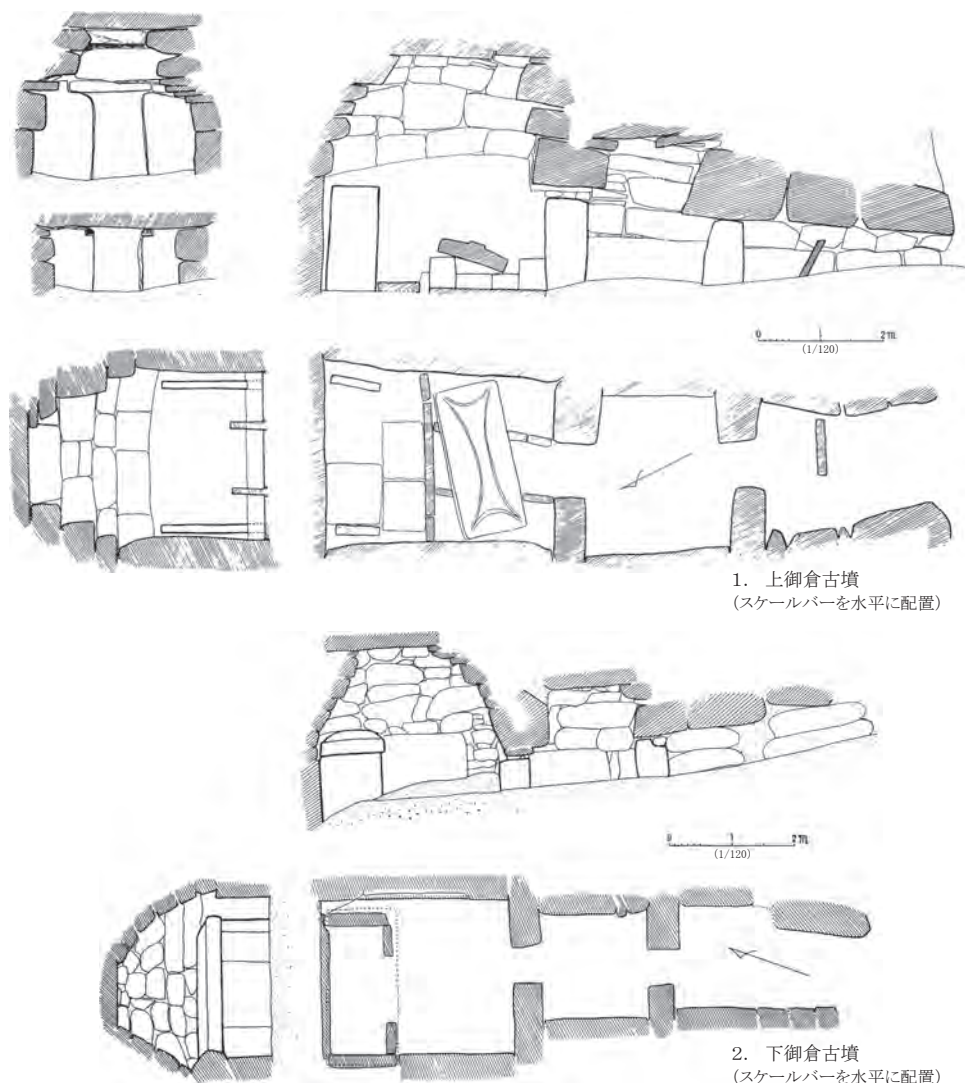 0 2m
(1/120)
1. 上御倉古墳
(スケールバーを水平に配置)
0 1 2m
(1/120)
2. 下御倉古墳
(スケールバーを水平に配置)